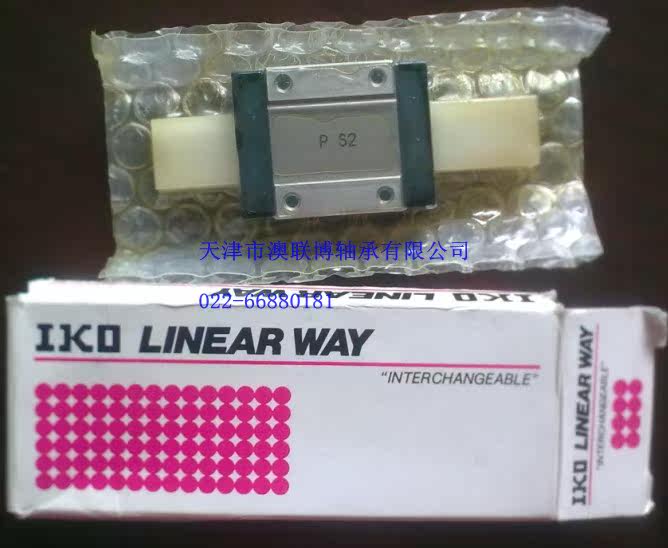 P S2
天津市澳联博轴承有限公司
022-66880181
IKO LINEAR WAY
IKO LINEAR WAY
"INTERCHANGEABLE"
IKO LINEAR WAY
"INTERCHANGEABLE"